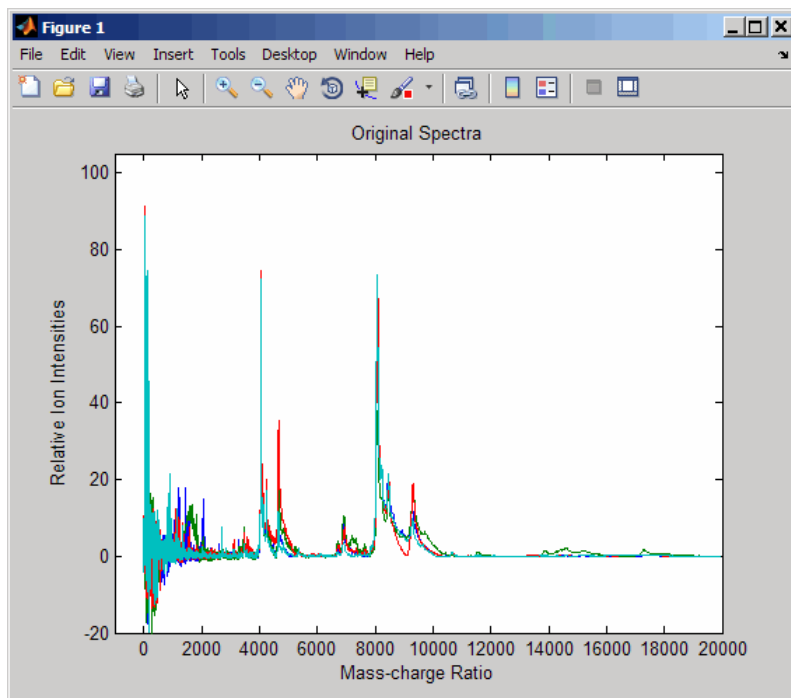 Figure 1
File Edit View Insert Tools Desktop Window Help
Original Spectra
100
80
60
40
20
0
-20
Relative Ion Intensities
0 2000 4000 6000 8000 10000 12000 14000 16000 18000 20000
Mass-charge Ratio